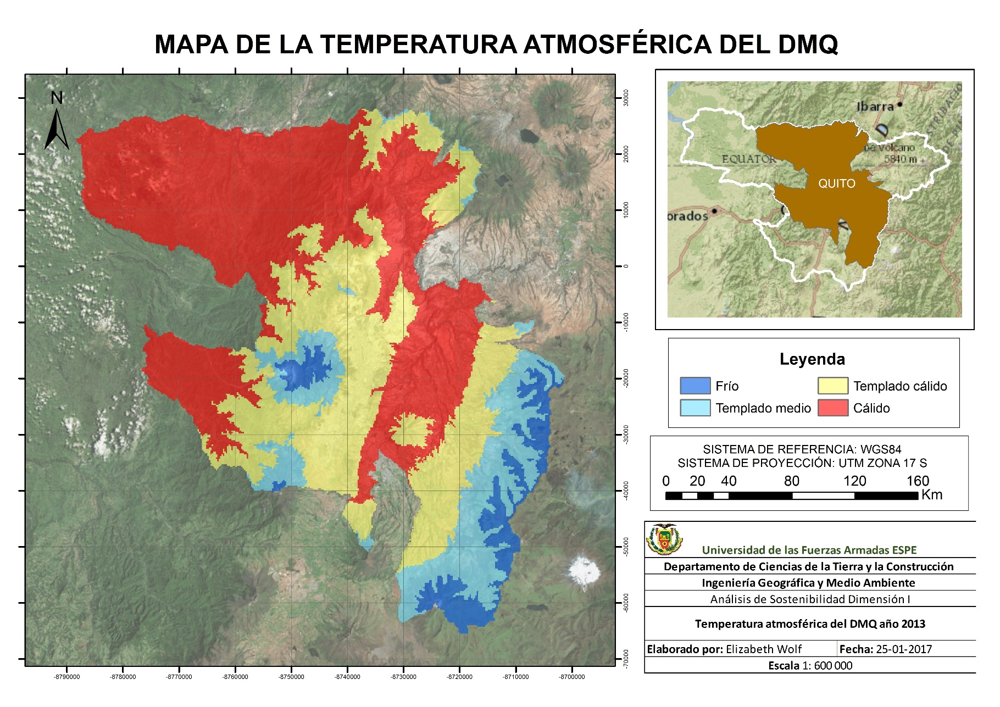 MAPA DE LA TEMPERATURA ATMOSFÉRICA DEL DMQ
N
30000
20000
10000
0
-10000
-20000
-30000
-40000
-50000
-60000
-70000
-8790000 -8780000 -8770000 -8760000 -8750000 -8740000 -8730000 -8720000 -8710000 -8700000
Ibarra
be Volcano
EQUATOR 5840 m +
QUITO
orados
Leyenda
Frío Templado cálido
Templado medio Cálido
SISTEMA DE REFERENCIA: WGS84
SISTEMA DE PROYECCIÓN: UTM ZONA 17 S
0 20 40 80 120 160
Km
Universidad de las Fuerzas Armadas ESPE
Departamento de Ciencias de la Tierra y la Construcción
Ingeniería Geográfica y Medio Ambiente
Análisis de Sostenibilidad Dimensión I
Temperatura atmosférica del DMQ año 2013
Elaborado por: Elizabeth Wolf Fecha: 25-01-2017
Escala 1: 600 000